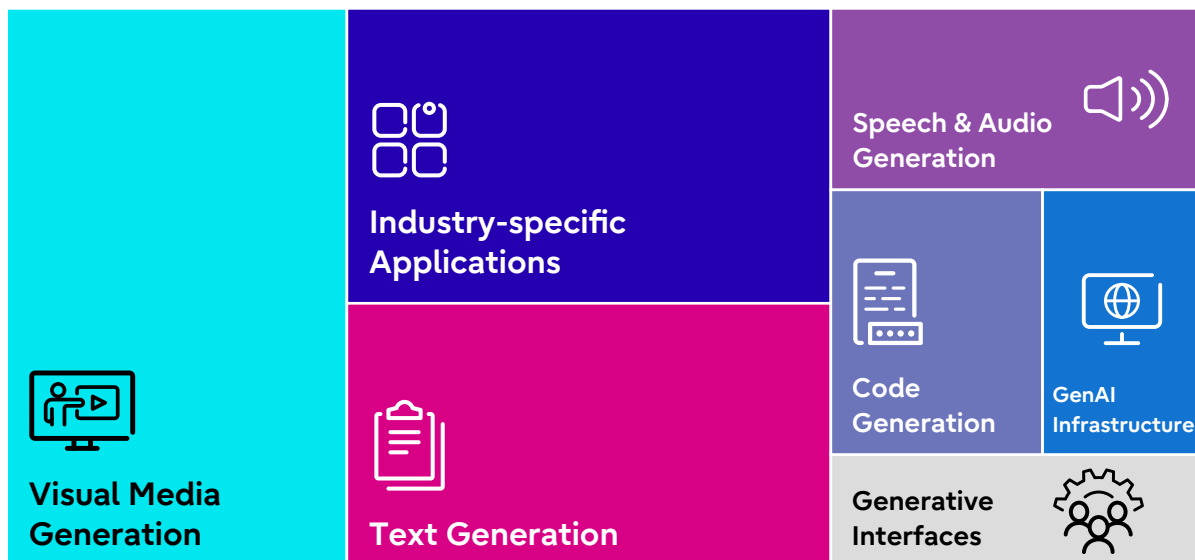 Visual Media
Generation
Industry-specific
Applications
Text Generation
Speech & Audio
Generation
Code
Generation
GenAI
Infrastructure
Generative
Interfaces